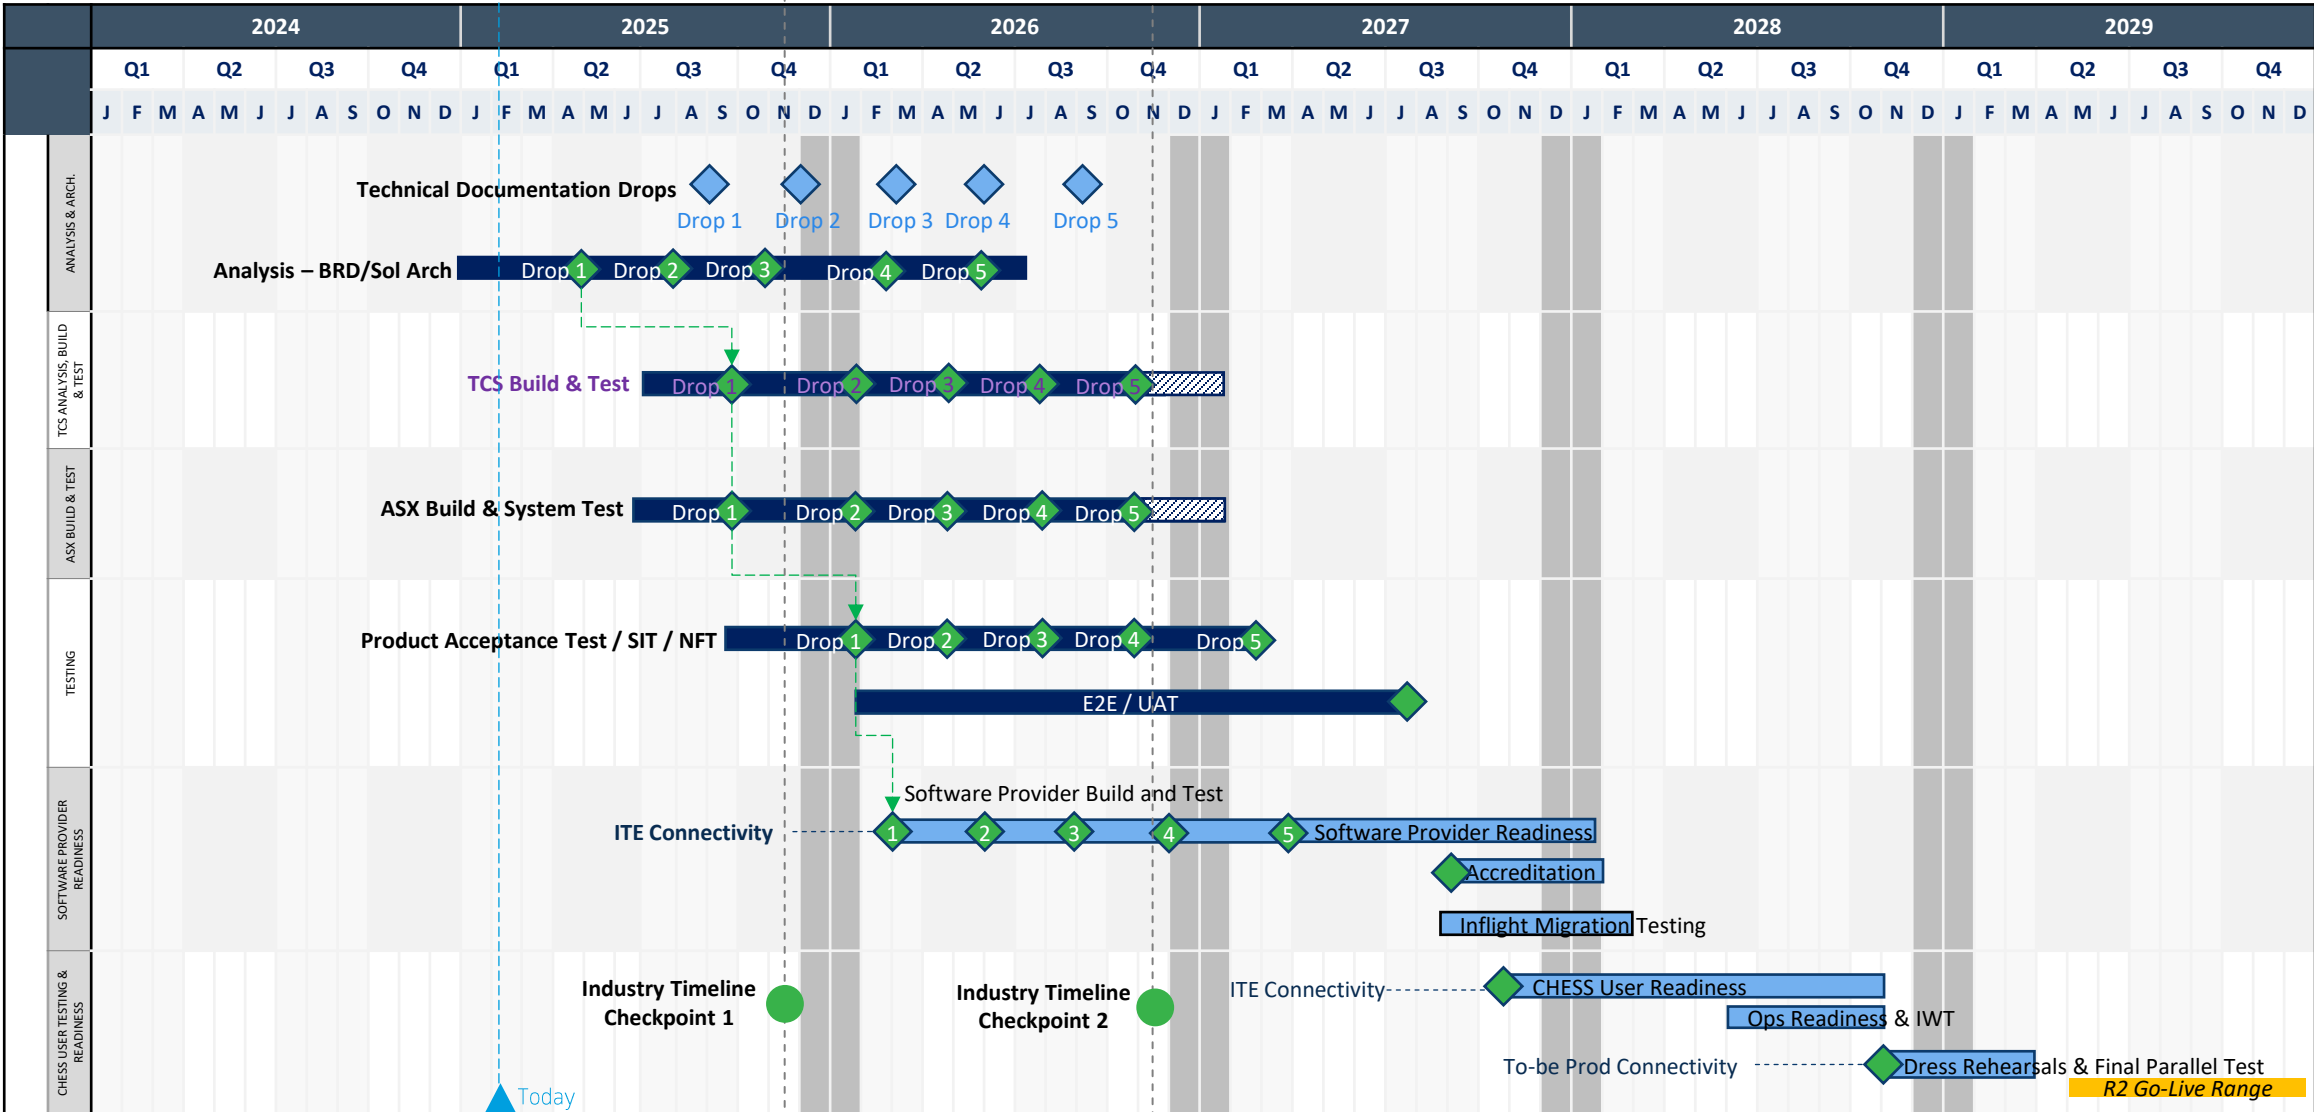 2024 2025 2026 2027 2028 2029
Q1 Q2 Q3 Q4 Q1 Q2 Q3 Q4 Q1 Q2 Q3 Q4 Q1 Q2 Q3 Q4 Q1 Q2 Q3 Q4 Q1 Q2 Q3 Q4
J F M A M J J A S O N D J F M A M J J A S O N D J F M A M J J A S O N D J F M A M J J A S O N D J F M A M J J A S O N D J F M A M J J A S O N D
ANALYSIS & ARCH.
Technical Documentation Drops
Drop 1 Drop 2 Drop 3 Drop 4 Drop 5
Analysis – BRD/Sol Arch Drop 1 Drop 2 Drop 3 Drop 4 Drop 5
TCS ANALYSIS, BUILD
& TEST
TCS Build & Test Drop 1 Drop 2 Drop 3 Drop 4 Drop 5
ASX BUILD & TEST
ASX Build & System Test Drop 1 Drop 2 Drop 3 Drop 4 Drop 5
TESTING
Product Acceptance Test / SIT / NFT Drop 1 Drop 2 Drop 3 Drop 4 Drop 5
E2E / UAT
SOFTWARE PROVIDER
READINESS
Software Provider Build and Test
ITE Connectivity 1 2 3 4 5 Software Provider Readiness
Accreditation
Inflight Migration Testing
CHESS USER TESTING &
READINESS
Industry Timeline
Checkpoint 1
Industry Timeline
Checkpoint 2
ITE Connectivity CHESS User Readiness
Ops Readiness & IWT
To-be Prod Connectivity Dress Rehearsals & Final Parallel Test
R2 Go-Live Range
Today